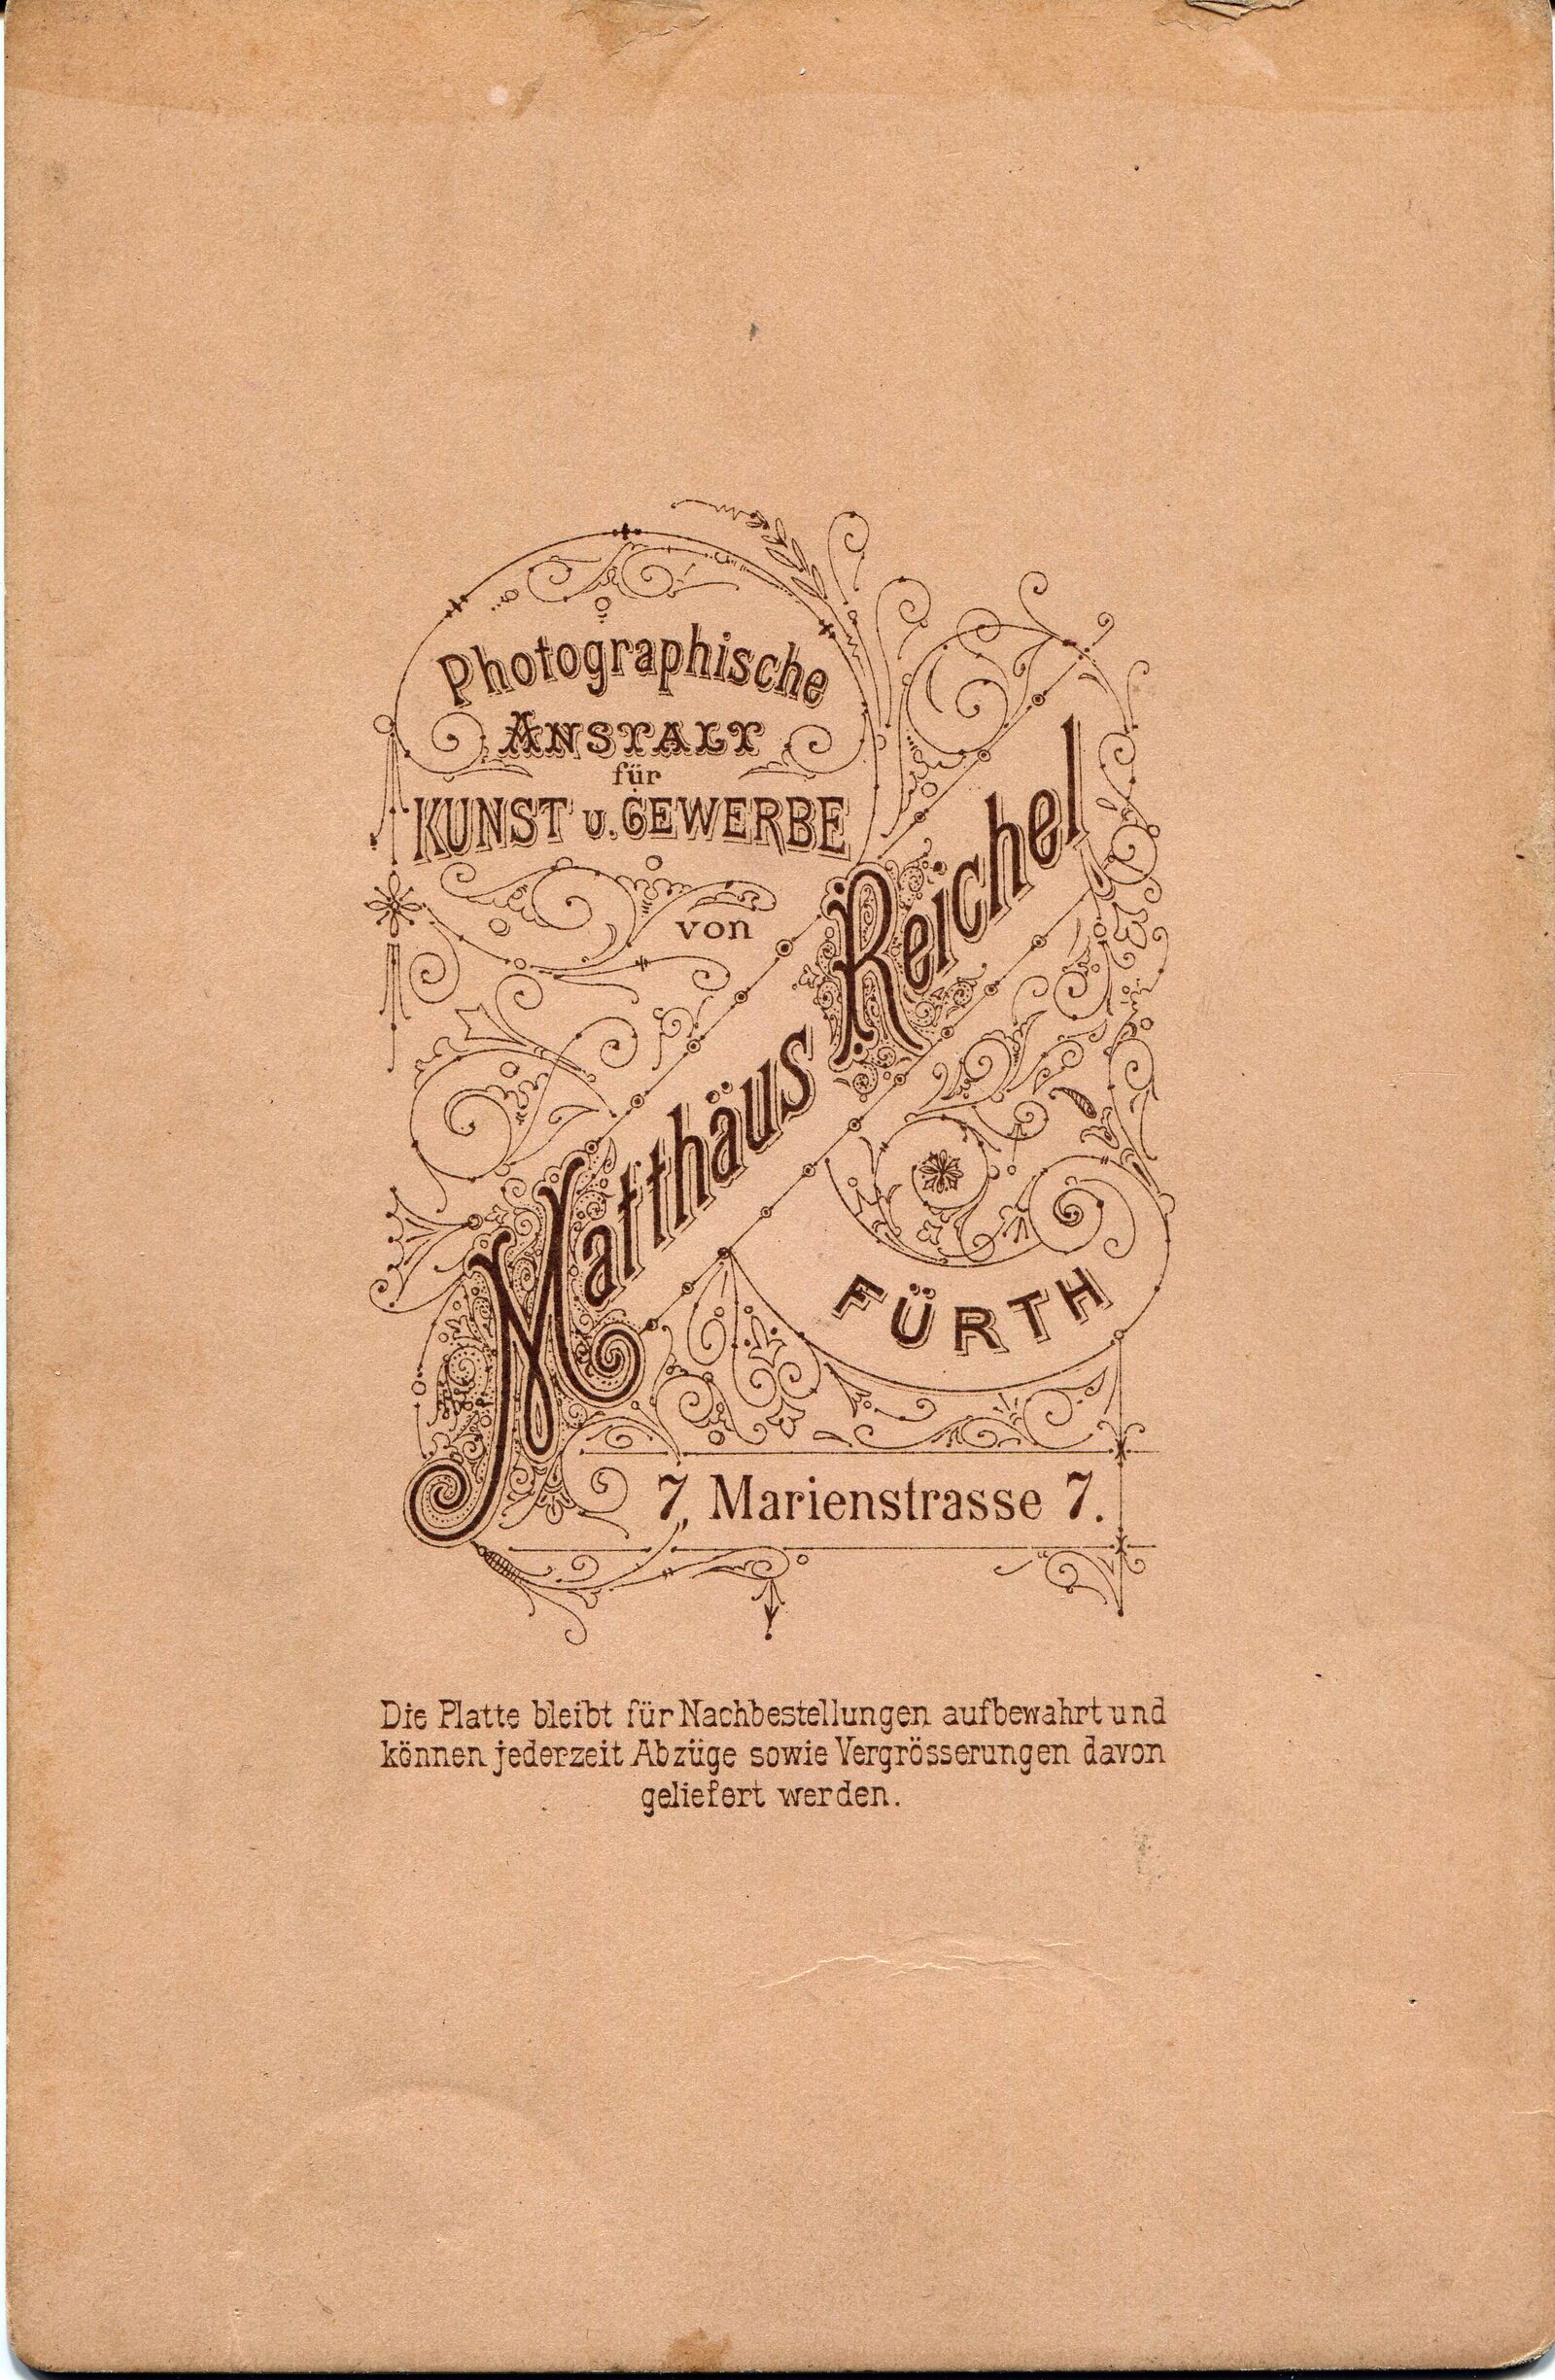 Photographische
ANSTALT
für
KUNST u. GEWERBE
von
Matthäus Reichel
FÜRTH
7, Marienstrasse 7.
Die Platte bleibt für Nachbestellungen aufbewahrt und
können jederzeit Abzüge sowie Vergrösserungen davon
geliefert werden.